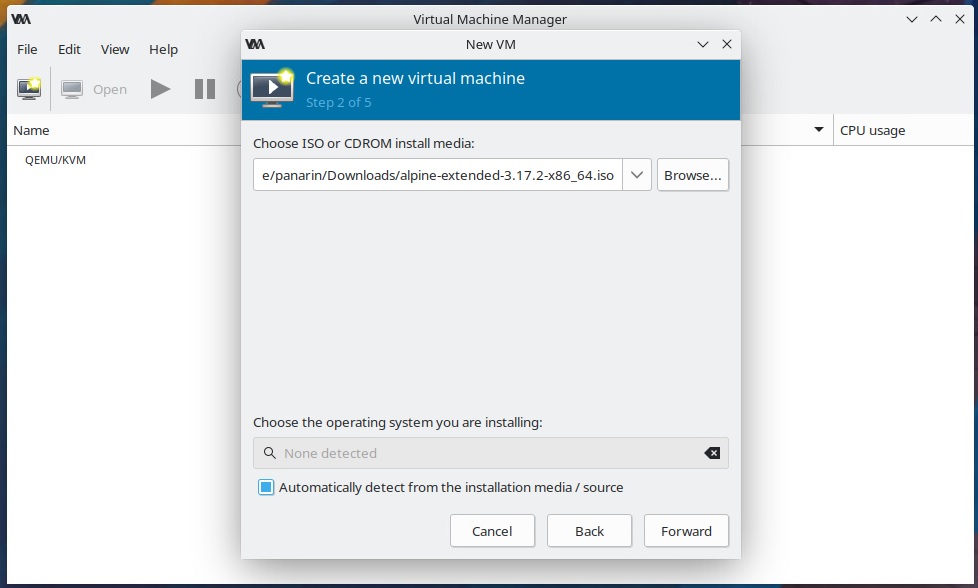 Virtual Machine Manager
File Edit View Help
New VM
Open
Create a new virtual machine
Step 2 of 5
Name
CPU usage
QEMU/KVM
Choose ISO or CDROM install media:
e/panarin/Downloads/alpine-extended-3.17.2-x86_64.iso
Browse...
Choose the operating system you are installing:
None detected
Automatically detect from the installation media / source
Cancel Back Forward